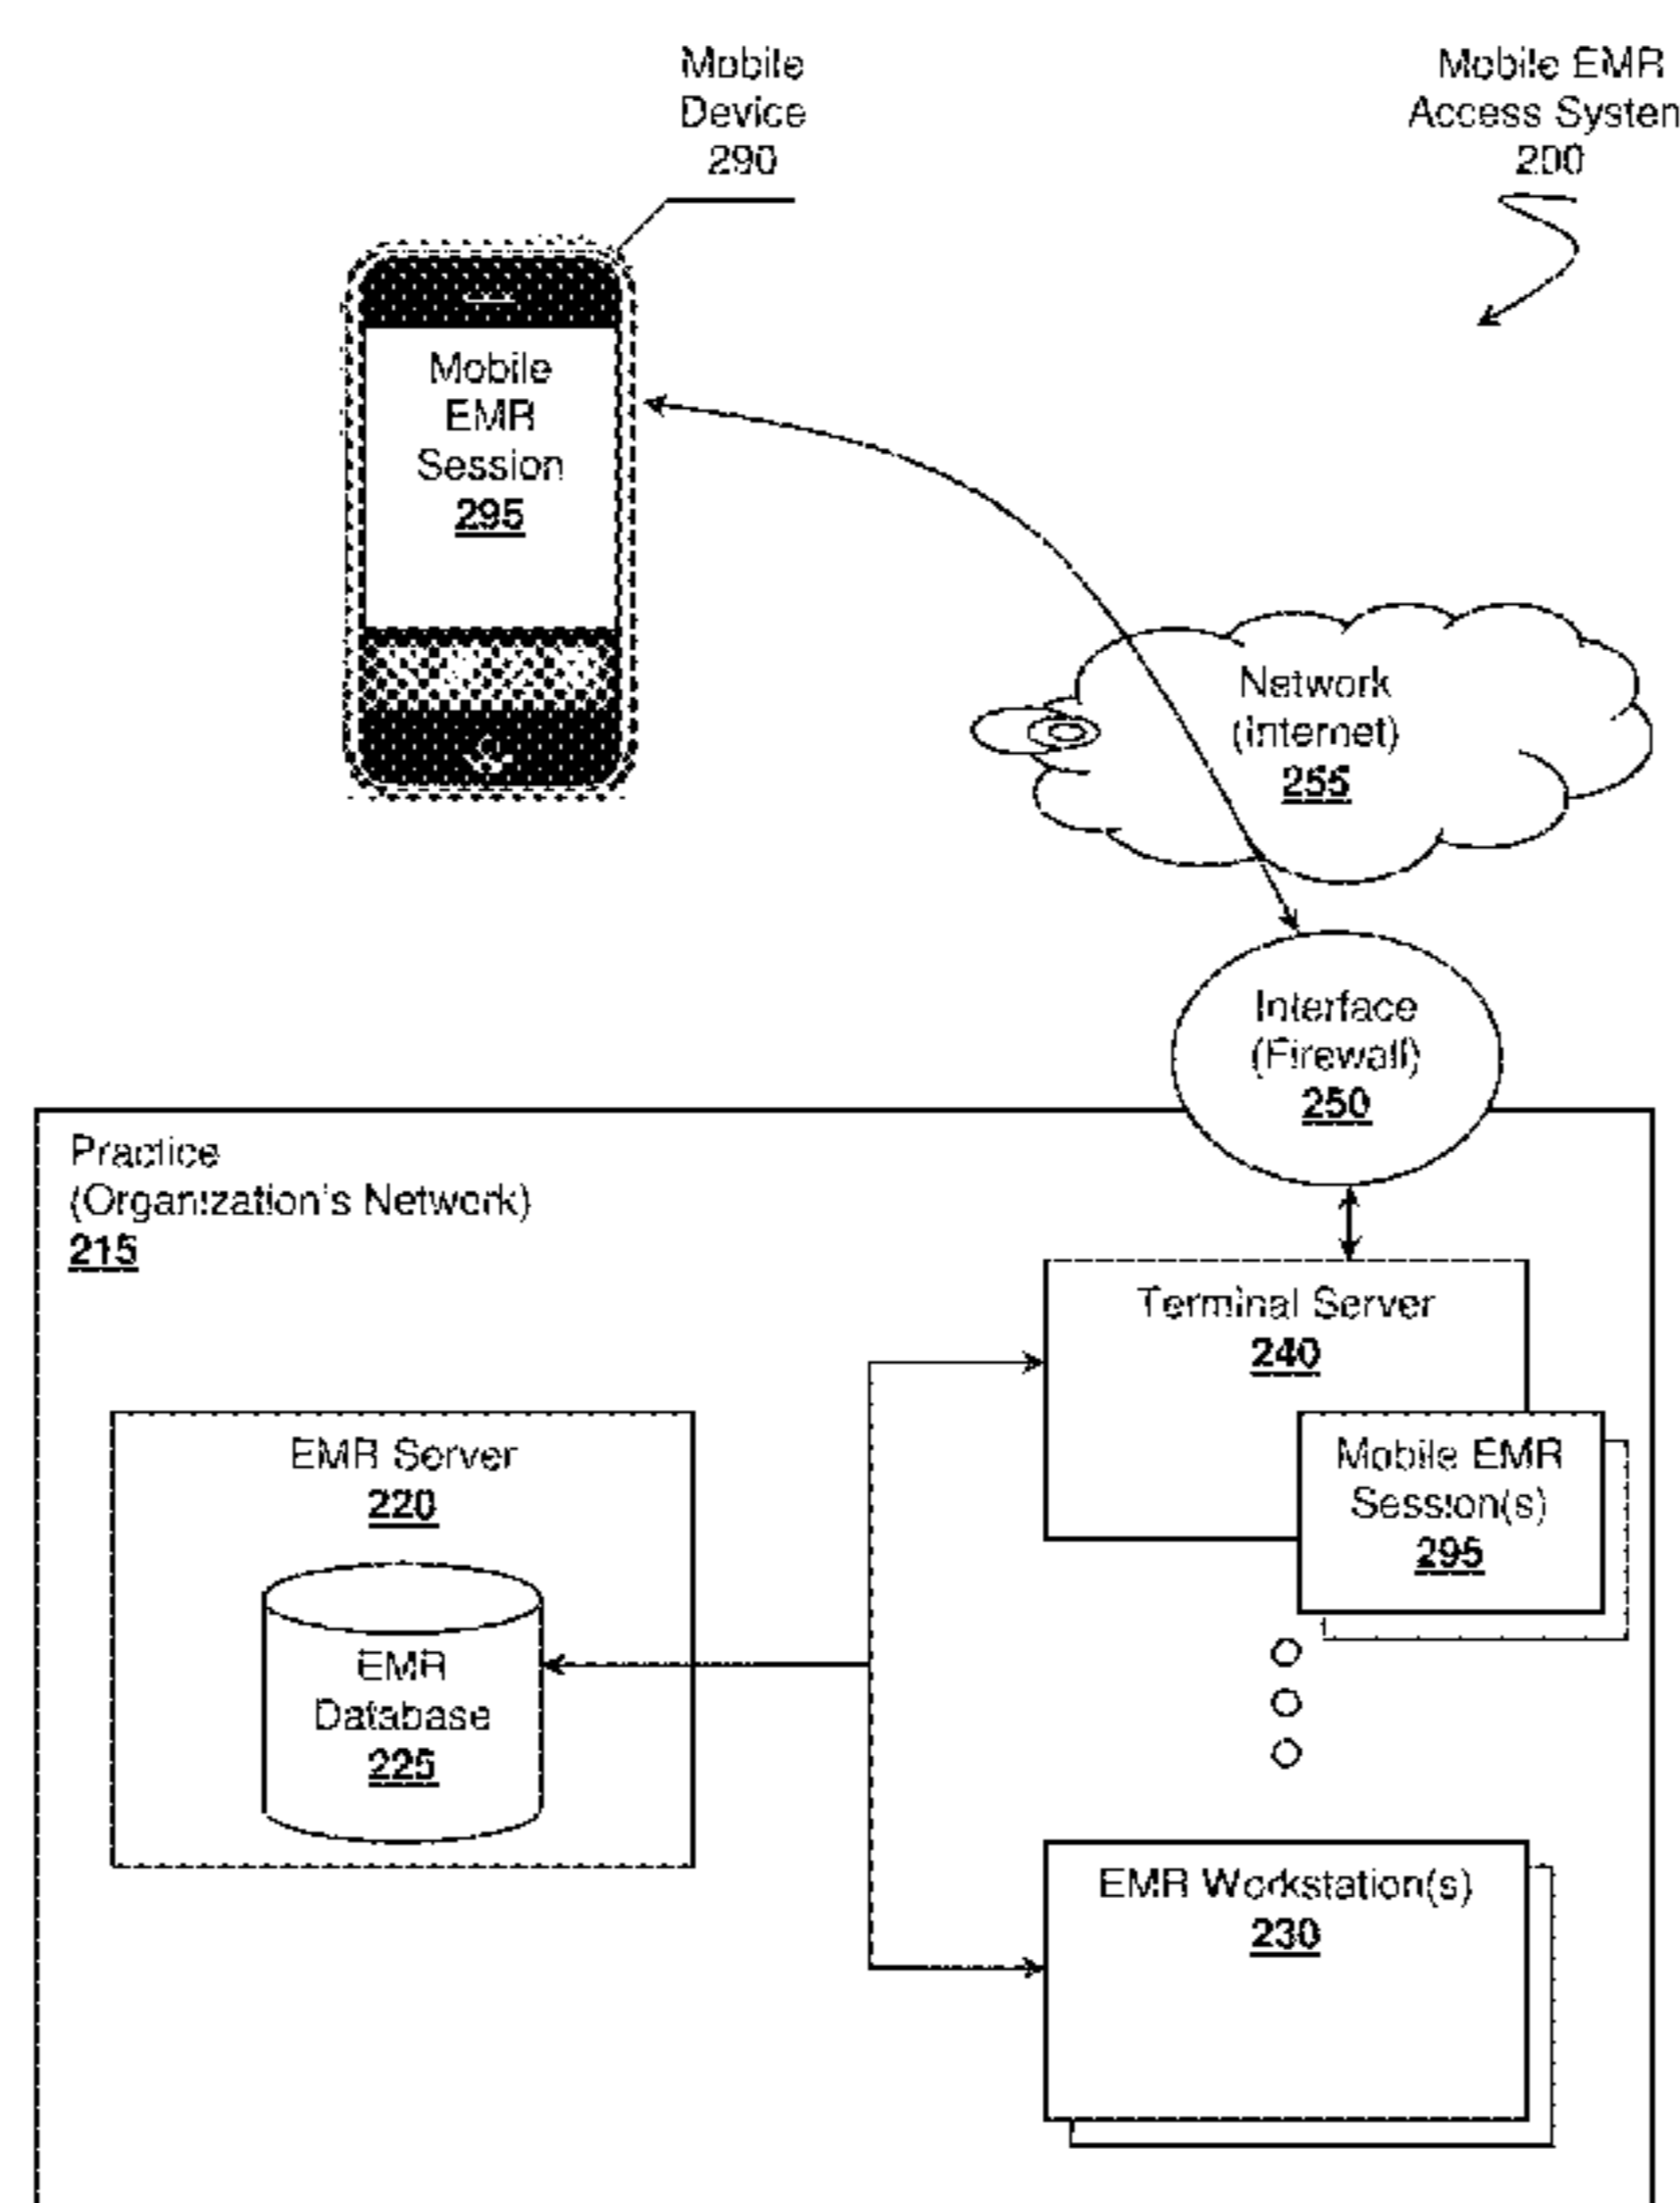 Mobile
Device
290
Mobile EMR
Access System
200
Mobile
EMR
Session
295
Network
(Internet)
255
Interface
(Firewall)
250
Practice
(Organization's Network)
215
Terminal Server
240
EMR Server
220
Mobile EMR
Session(s)
295
EMR
Database
225
EMR Workstation(s)
230